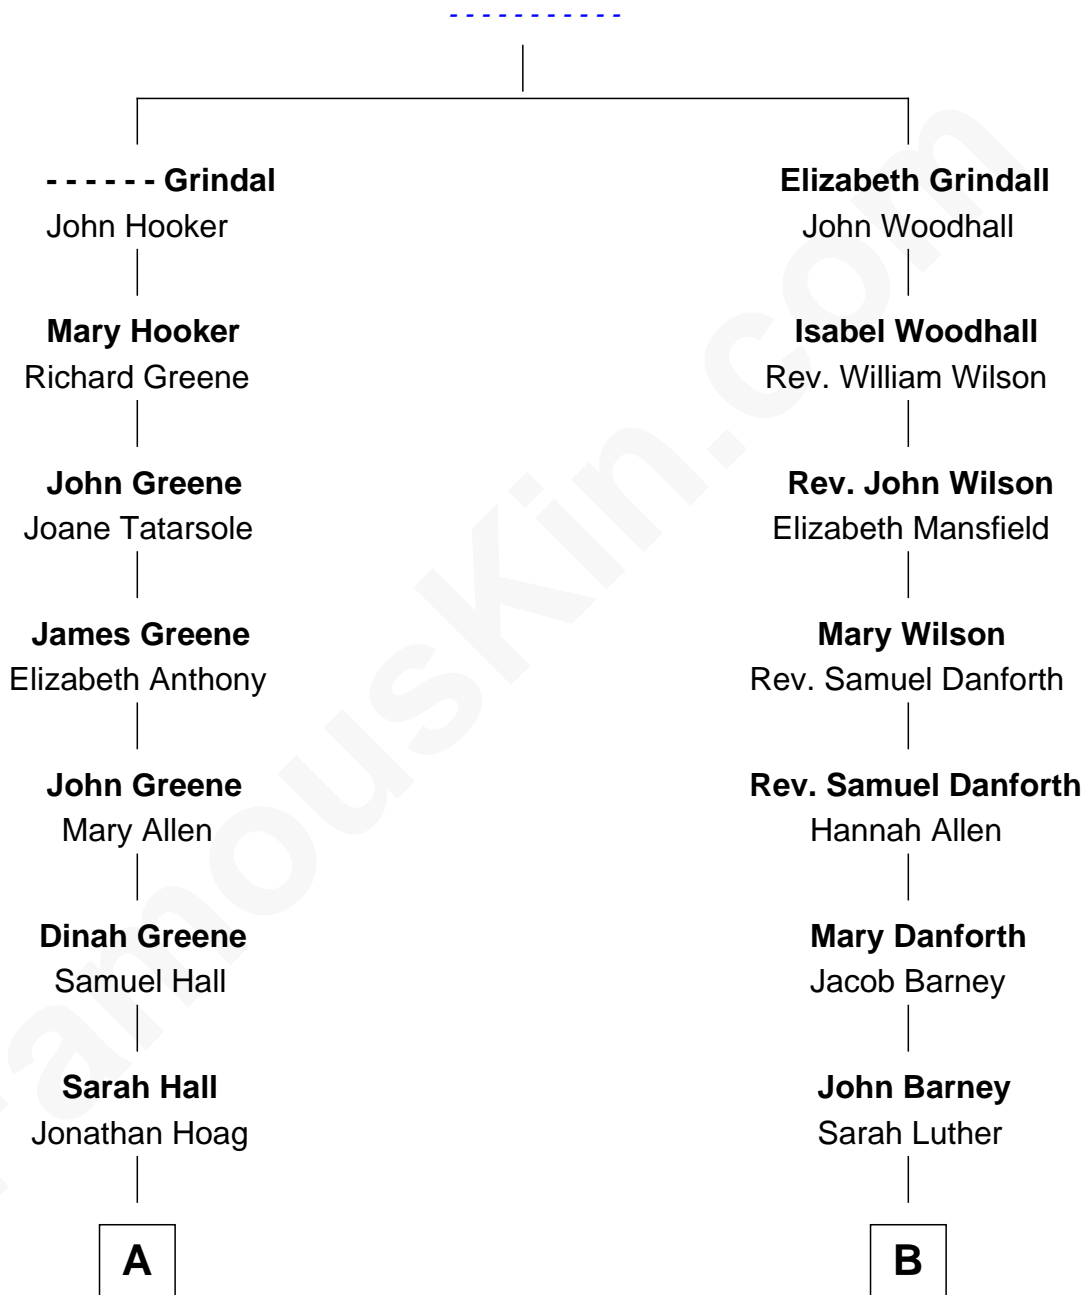 - - - - - - - - - - -
- - - - - - Grindal
John Hooker
Mary Hooker
Richard Greene
John Greene
Joane Tatarsole
James Greene
Elizabeth Anthony
John Greene
Mary Allen
Dinah Greene
Samuel Hall
Sarah Hall
Jonathan Hoag
A
Elizabeth Grindall
John Woodhall
Isabel Woodhall
Rev. William Wilson
Rev. John Wilson
Elizabeth Mansfield
Mary Wilson
Rev. Samuel Danforth
Rev. Samuel Danforth
Hannah Allen
Mary Danforth
Jacob Barney
John Barney
Sarah Luther
B
FamousKin.com